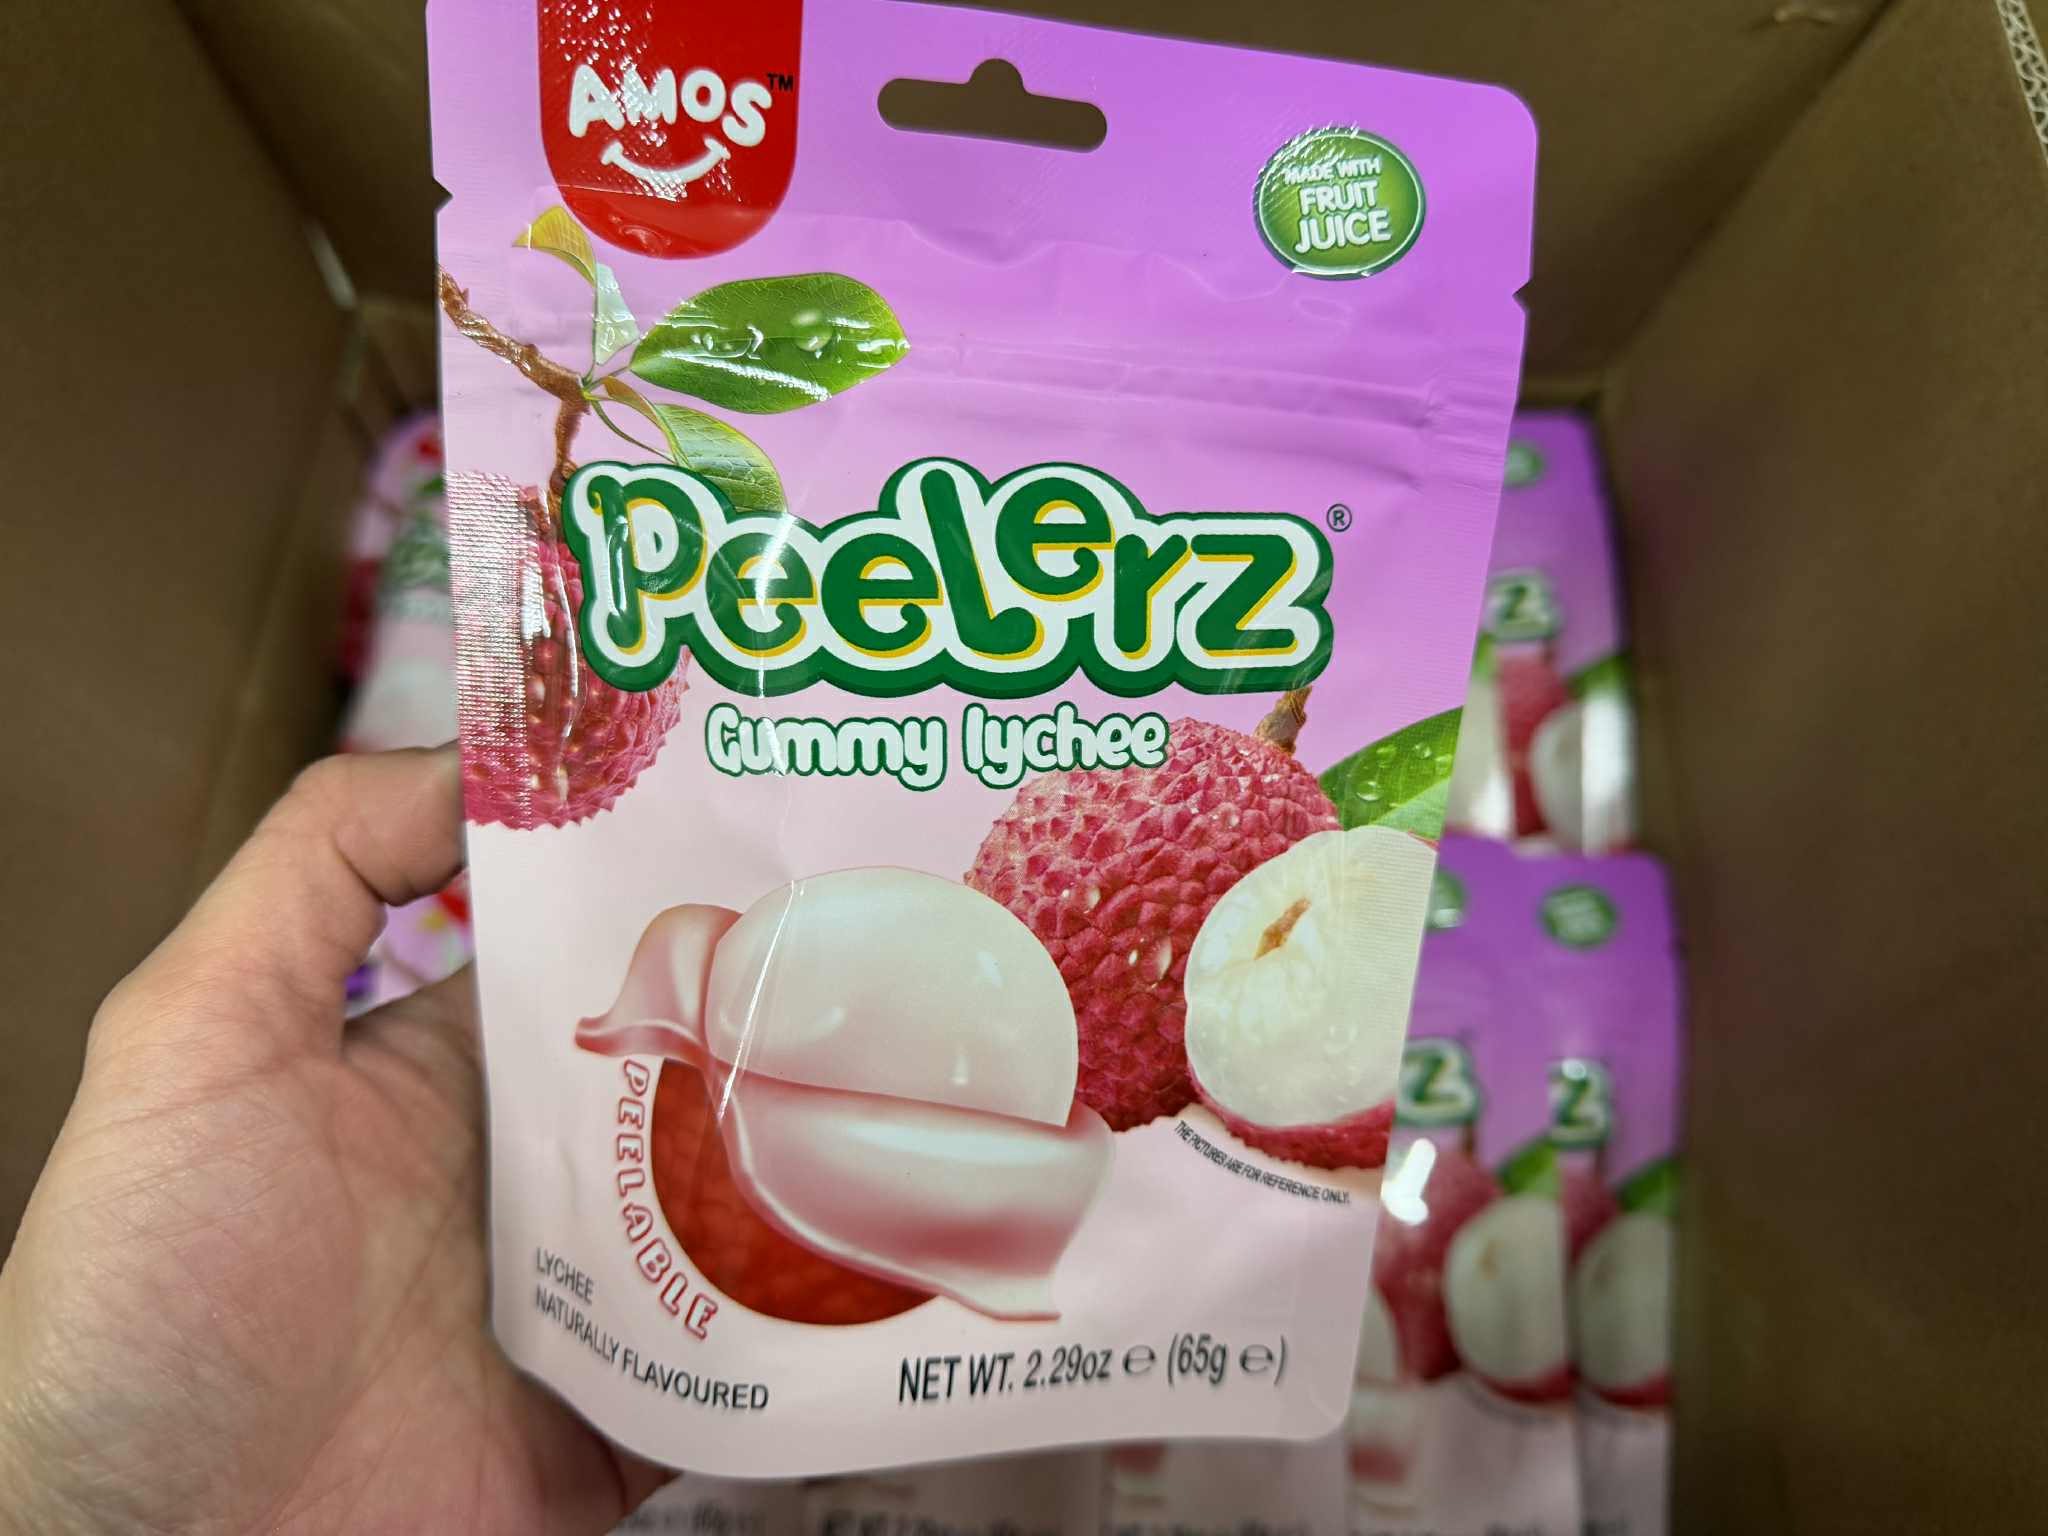 AMOS™
MADE WITH
FRUIT
JUICE
Peelerz®
Gummy lychee
PEELABLE
THE PICTURES ARE FOR REFERENCE ONLY.
LYCHEE
NATURALLY FLAVOURED
NET WT. 2.29oz ℮ (65g ℮)
Z
Z
Z